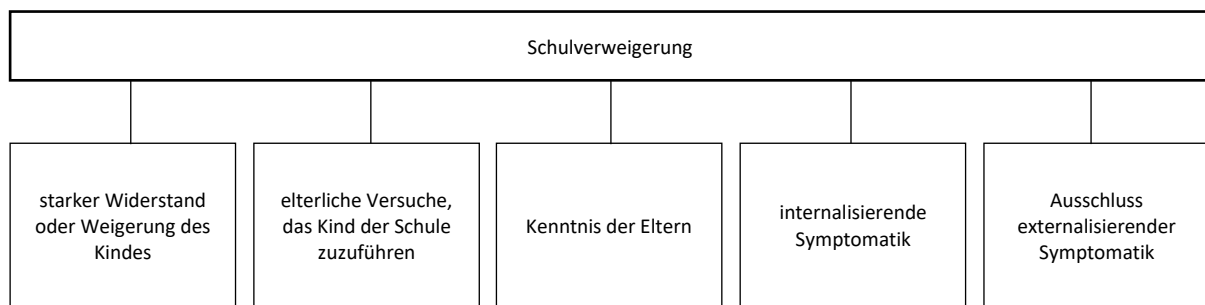 Schulverweigerung
starker Widerstand
oder Weigerung des
Kindes
elterliche Versuche,
das Kind der Schule
zuzuführen
Kenntnis der Eltern
internalisierende
Symptomatik
Ausschluss
externalisierender
Symptomatik